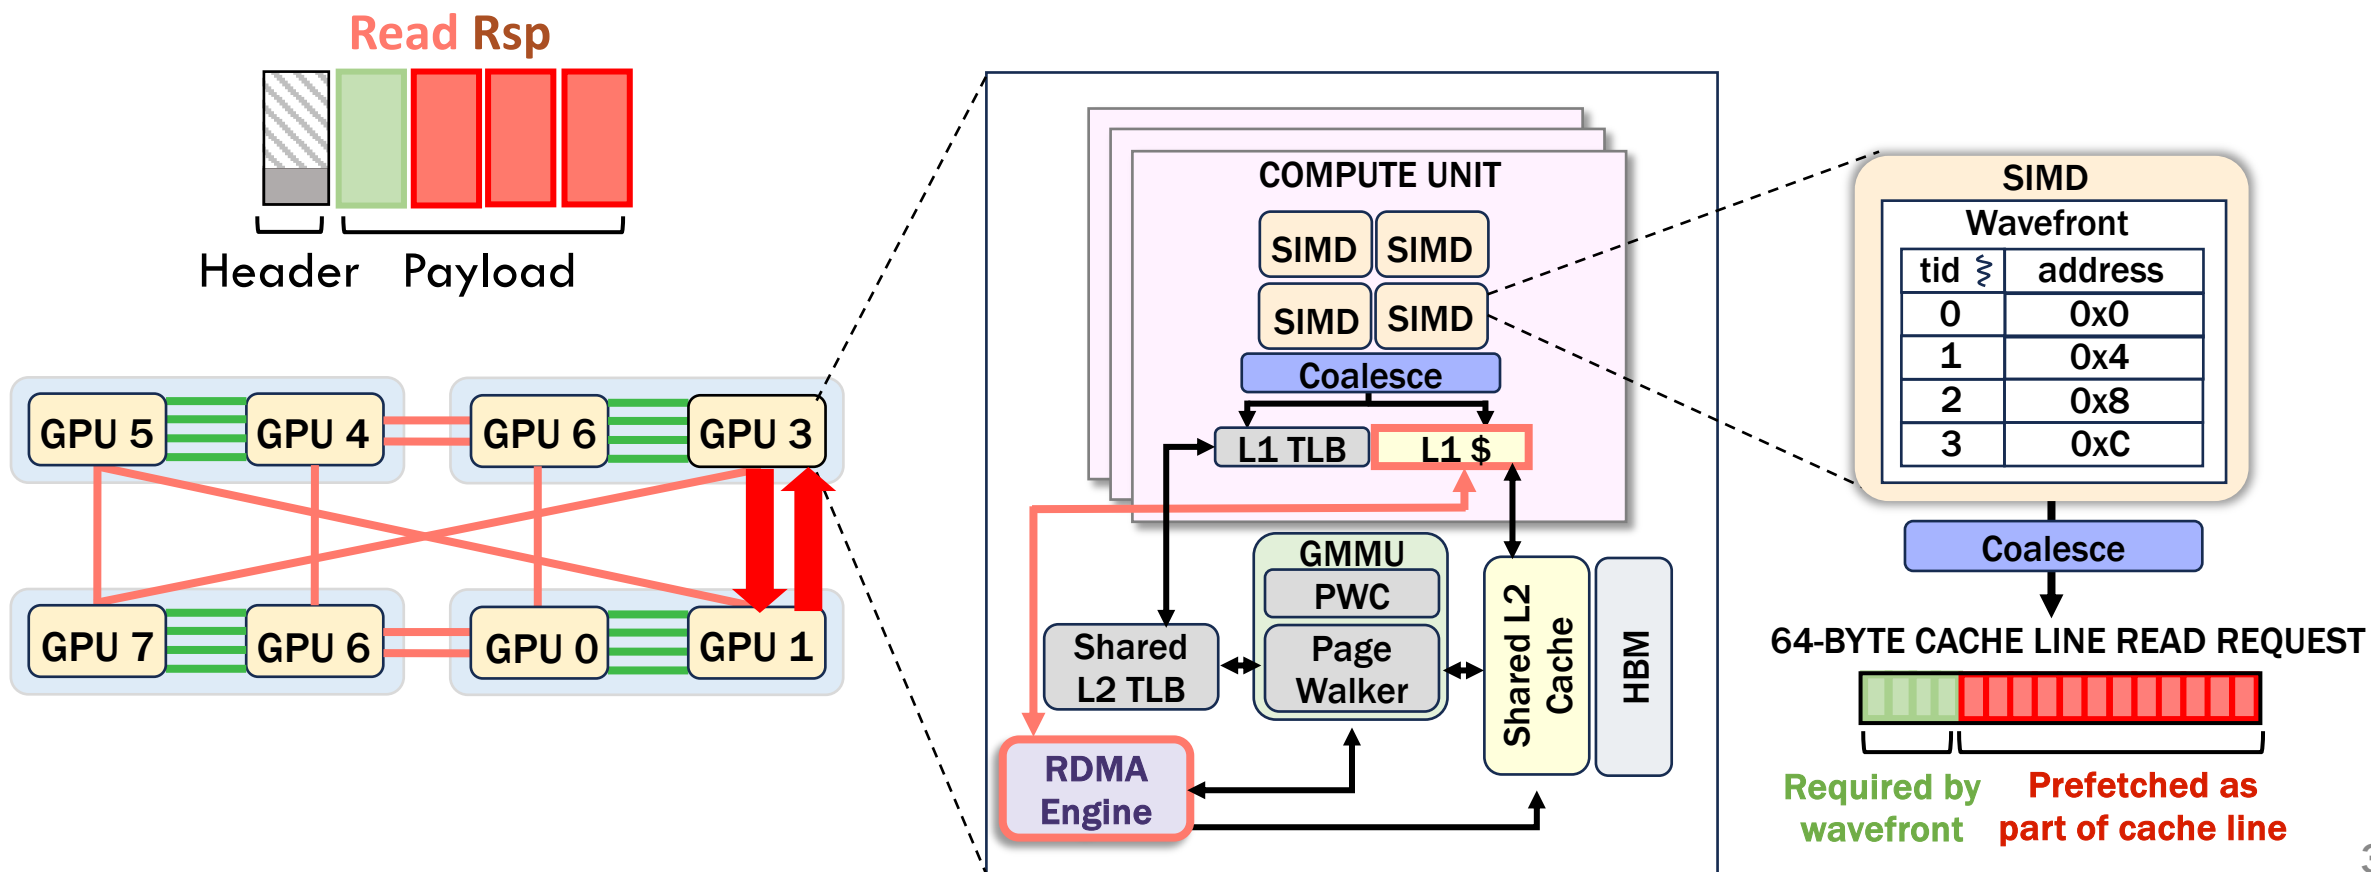 Read Rsp
Header Payload
GPU 5 GPU 4 GPU 6 GPU 3
GPU 7 GPU 6 GPU 0 GPU 1
COMPUTE UNIT
SIMD SIMD
SIMD SIMD
Coalesce
L1 TLB L1 $
GMMU
PWC
Page
Walker
Shared
L2 TLB
Shared L2
Cache
HBM
RDMA
Engine
SIMD
Wavefront
tid address
0 0x0
1 0x4
2 0x8
3 0xC
Coalesce
64-BYTE CACHE LINE READ REQUEST
Required by
wavefront
Prefetched as
part of cache line
3